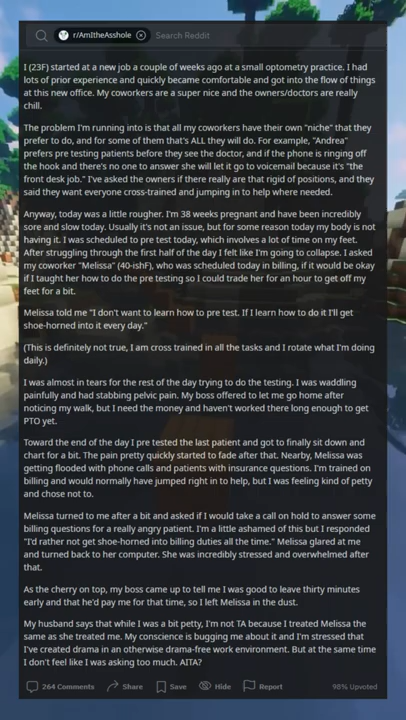 r/AmItheAsshole Search Reddit
I (23F) started at a new job a couple of weeks ago at a small optometry practice. I had
lots of prior experience and quickly became comfortable and got into the flow of things
at this new office. My coworkers are a super nice and the owners/doctors are really
chill.
The problem I'm running into is that all my coworkers have their own "niche" that they
prefer to do, and for some of them that's ALL they will do. For example, "Andrea"
prefers pre testing patients before they see the doctor, and if the phone is ringing off
the hook and there's no one to answer she will let it go to voicemail because it's "the
front desk job." I've asked the owners if there really are that rigid of positions, and they
said they want everyone cross-trained and jumping in to help where needed.
Anyway, today was a little rougher. I'm 38 weeks pregnant and have been incredibly
sore and slow today. Usually it's not an issue, but for some reason today my body is not
having it. I was scheduled to pre test today, which involves a lot of time on my feet.
After struggling through the first half of the day I felt like I'm going to collapse. I asked
my coworker "Melissa" (40-ishF), who was scheduled today in billing, if it would be okay
if I taught her how to do the pre testing so I could trade her for an hour to get off my
feet for a bit.
Melissa told me "I don't want to learn how to pre test. If I learn how to do it I'll get
shoe-horned into it every day."
(This is definitely not true, I am cross trained in all the tasks and I rotate what I'm doing
daily.)
I was almost in tears for the rest of the day trying to do the testing. I was waddling
painfully and had stabbing pelvic pain. My boss offered to let me go home after
noticing my walk, but I need the money and haven't worked there long enough to get
PTO yet.
Toward the end of the day I pre tested the last patient and got to finally sit down and
chart for a bit. The pain pretty quickly started to fade after that. Nearby, Melissa was
getting flooded with phone calls and patients with insurance questions. I'm trained on
billing and would normally have jumped right in to help, but I was feeling kind of petty
and chose not to.
Melissa turned to me after a bit and asked if I would take a call on hold to answer some
billing questions for a really angry patient. I'm a little ashamed of this but I responded
"I'd rather not get shoe-horned into billing duties all the time." Melissa glared at me
and turned back to her computer. She was incredibly stressed and overwhelmed after
that.
As the cherry on top, my boss came up to tell me I was good to leave thirty minutes
early and that he'd pay me for that time, so I left Melissa in the dust.
My husband says that while I was a bit petty, I'm not TA because I treated Melissa the
same as she treated me. My conscience is bugging me about it and I'm stressed that
I've created drama in an otherwise drama-free work environment. But at the same time
I don't feel like I was asking too much. AITA?
264 Comments Share Save Hide Report 98% Upvoted